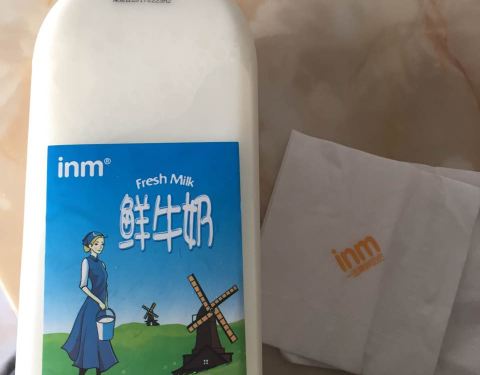 inm®
Fresh Milk
鲜牛奶
inm